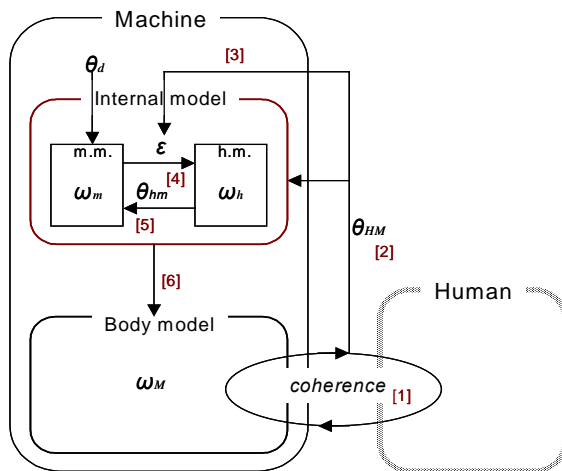 Machine
[3]
θd
Internal model
m.m.
ε
h.m.
[4]
ωm
θhm
ωh
[5]
θHM
[2]
[6]
Human
Body model
ωM
coherence [1]